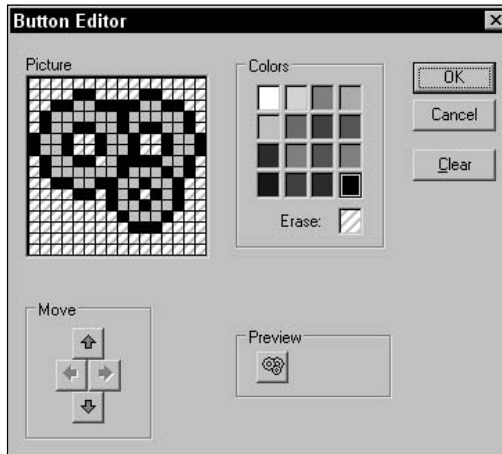 Button Editor
Picture
Colors
OK
Cancel
Clear
Erase:
Move
Preview